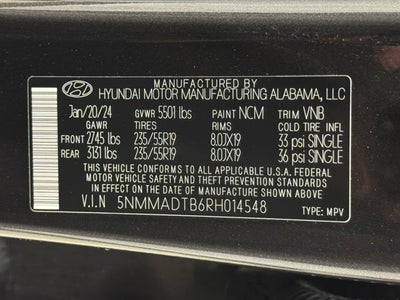 MANUFACTURED BY
HYUNDAI MOTOR MANUFACTURING ALABAMA, LLC
Jan/20/24 GVWR 5501 lbs PAINT NCM TRIM VNB
GAWR TIRES RIMS COLD TIRE INFL
FRONT 2745 lbs 235/55R19 8.0JX19 33 psi SINGLE
REAR 3131 lbs 235/55R19 8.0JX19 36 psi SINGLE
THIS VEHICLE CONFORMS TO ALL APPLICABLE U.S.A. FEDERAL
MOTOR VEHICLE SAFETY AND THEFT PREVENTION STANDARDS IN
EFFECT ON THE DATE OF MANUFACTURE SHOWN ABOVE.
V.I.N 5NMMADTB6RH014548 TYPE: MPV